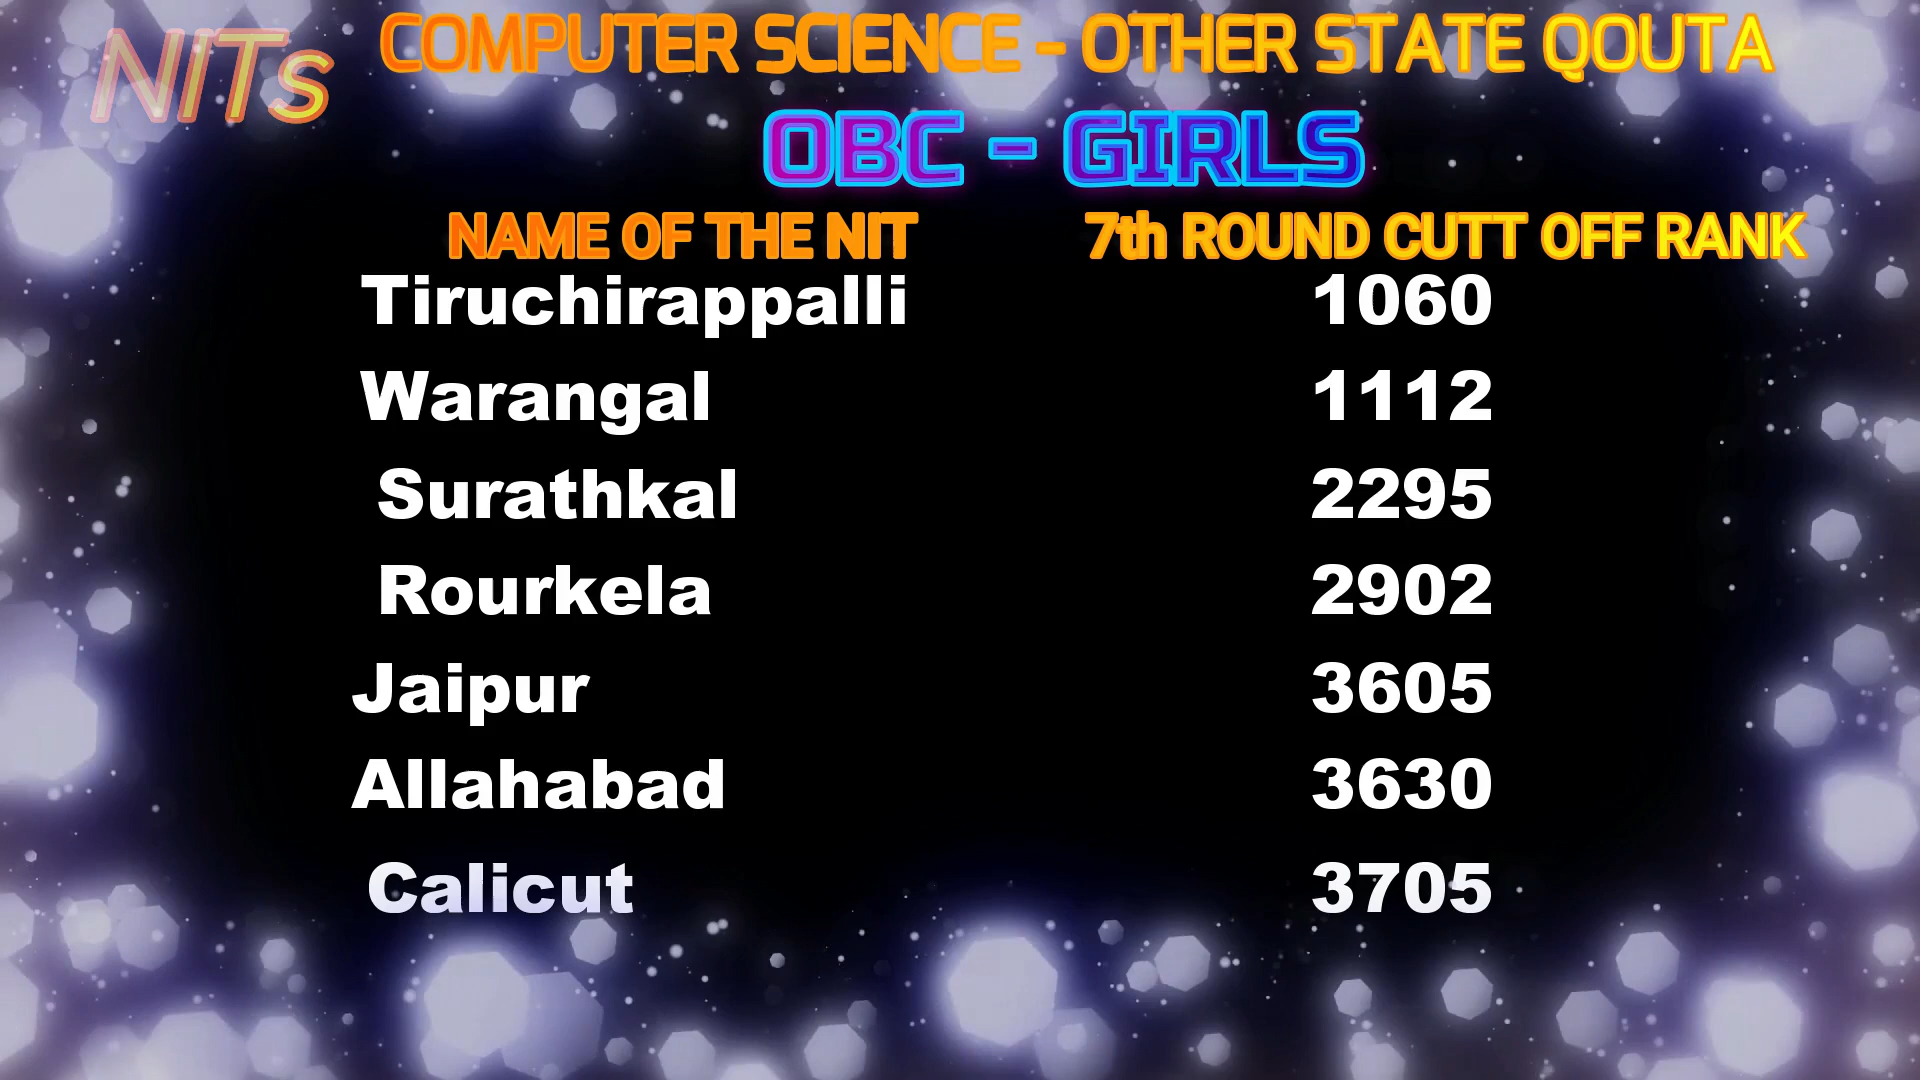 NITs
COMPUTER SCIENCE - OTHER STATE QOUTA
OBC - GIRLS
NAME OF THE NIT 7th ROUND CUTT OFF RANK
Tiruchirappalli 1060
Warangal 1112
Surathkal 2295
Rourkela 2902
Jaipur 3605
Allahabad 3630
Calicut 3705